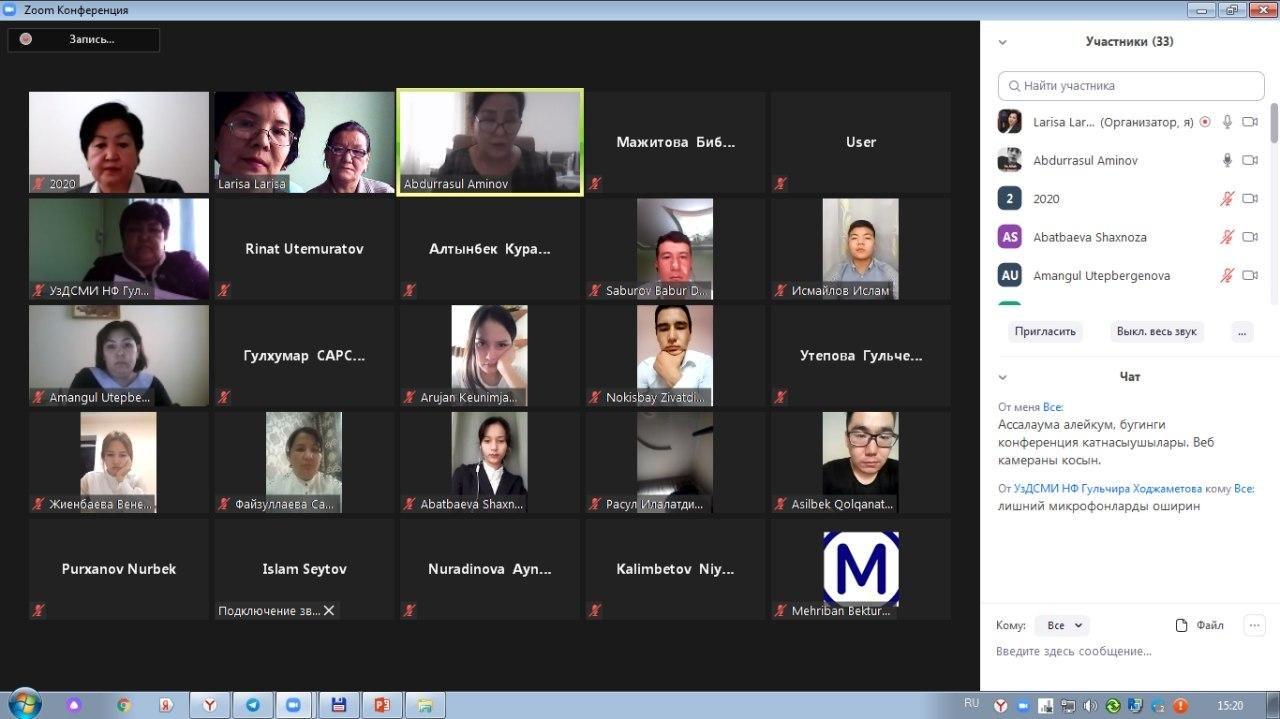 Zoom Конференция
Запись...
2020
Larisa Larisa
Abdurrasul Aminov
Мажитова Биб...
User
УзДСМИ НФ Гул...
Rinat Utemuratov
Алтынбек Кура...
Saburov Babur D...
Исмайлов Ислам
Amangul Utepbe...
Гулхумар САРС...
Arujan Keunimja...
Nokisbay Zivatdi...
Утепова Гульче...
Жиенбаева Вене...
Файзуллаева Са...
Abatbaeva Shaxn...
Расул Илалатди...
Asilbek Qolqanat...
Purxanov Nurbek
Islam Seytov
Подключение зв...
Nuradinova Ayn...
Kalimbetov Niy...
M
Mehriban Bektur...
Участники (33)
Найти участника
Larisa Lar... (Организатор, я)
Abdurrasul Aminov
2 2020
AS Abatbaeva Shaxnoza
AU Amangul Utepbergenova
Пригласить Выкл. весь звук ...
Чат
От меня Все:
Ассалаума алейкум, бугинги
конференция катнасыушылары. Веб
камераны косын.
От УзДСМИ НФ Гульчира Ходжаметова кому Все:
лишний микрофонларды оширин
Кому: Все Файл
Введите здесь сообщение...
RU 15:20